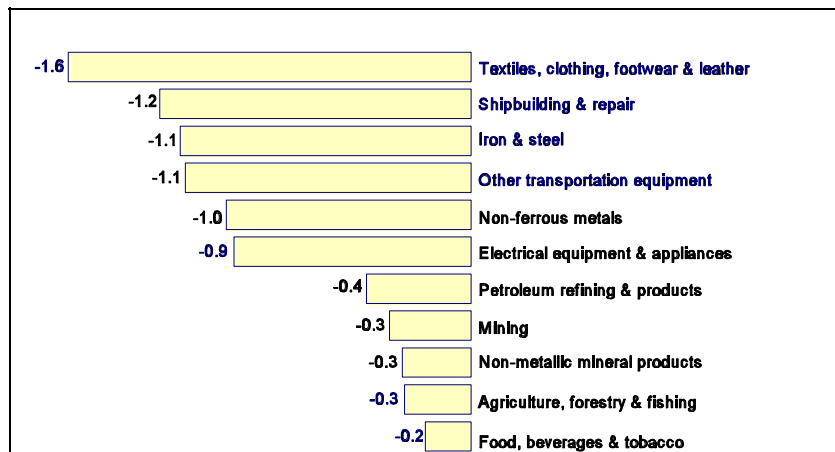 -1.6 Textiles, clothing, footwear & leather
-1.2 Shipbuilding & repair
-1.1 Iron & steel
-1.1 Other transportation equipment
-1.0 Non-ferrous metals
-0.9 Electrical equipment & appliances
-0.4 Petroleum refining & products
-0.3 Mining
-0.3 Non-metallic mineral products
-0.3 Agriculture, forestry & fishing
-0.2 Food, beverages & tobacco